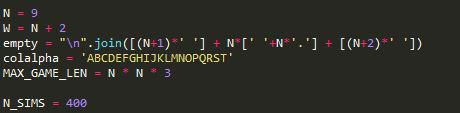 N = 9
W = N + 2
empty = "\n".join([(N+1)*' '] + N*[' '+N*'.'] + [(N+2)*' '])
colalpha = 'ABCDEFGHIJKLMNOPQRST'
MAX_GAME_LEN = N * N * 3
N_SIMS = 400